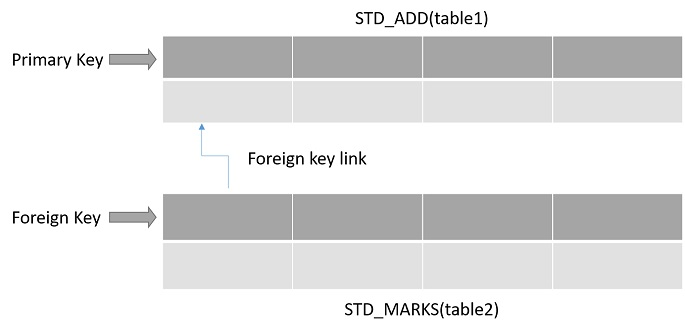 STD_ADD(table1)
Primary Key
Foreign key link
Foreign Key
STD_MARKS(table2)